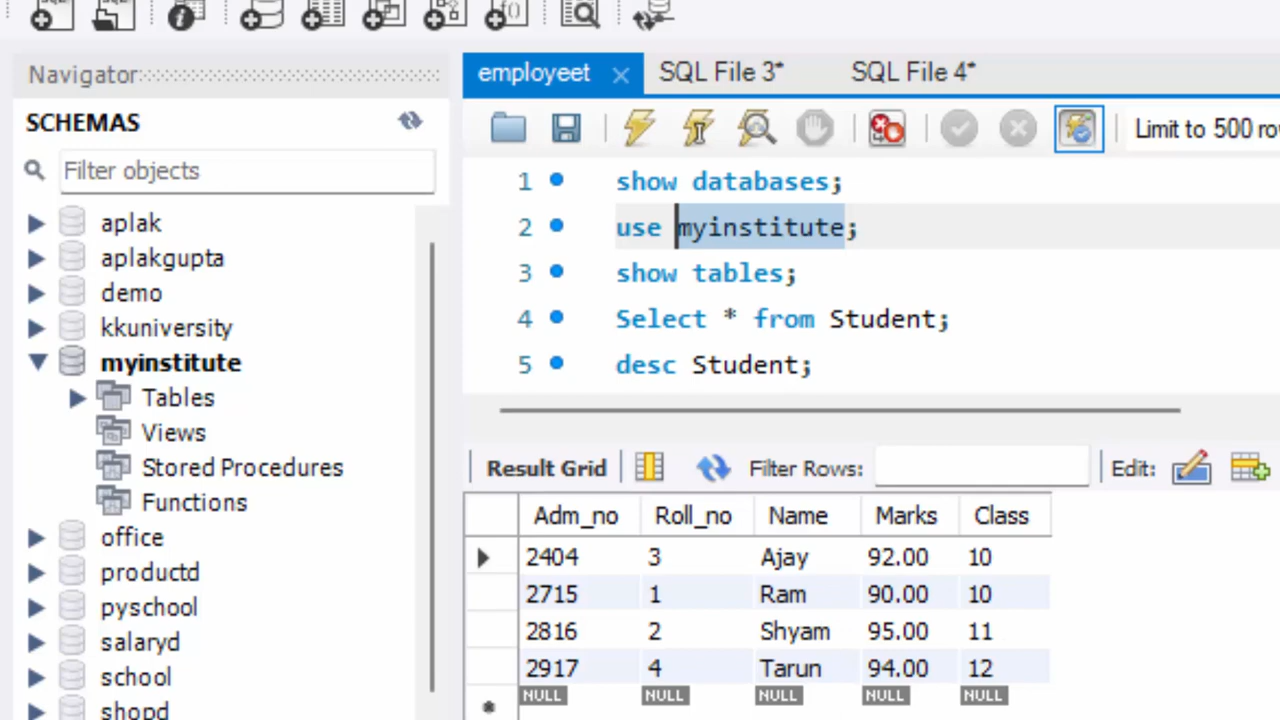 SQL SQL f()
Navigator
SCHEMAS
Filter objects
aplak
aplakgupta
demo
kkuniversity
myinstitute
Tables
Views
Stored Procedures
Functions
office
productd
pyschool
salaryd
school
shopd
employeet SQL File 3* SQL File 4*
Limit to 500 ro
1 show databases;
2 use myinstitute;
3 show tables;
4 Select * from Student;
5 desc Student;
Result Grid Filter Rows: Edit:
Adm_no Roll_no Name Marks Class
2404 3 Ajay 92.00 10
2715 1 Ram 90.00 10
2816 2 Shyam 95.00 11
2917 4 Tarun 94.00 12
NULL NULL NULL NULL NULL